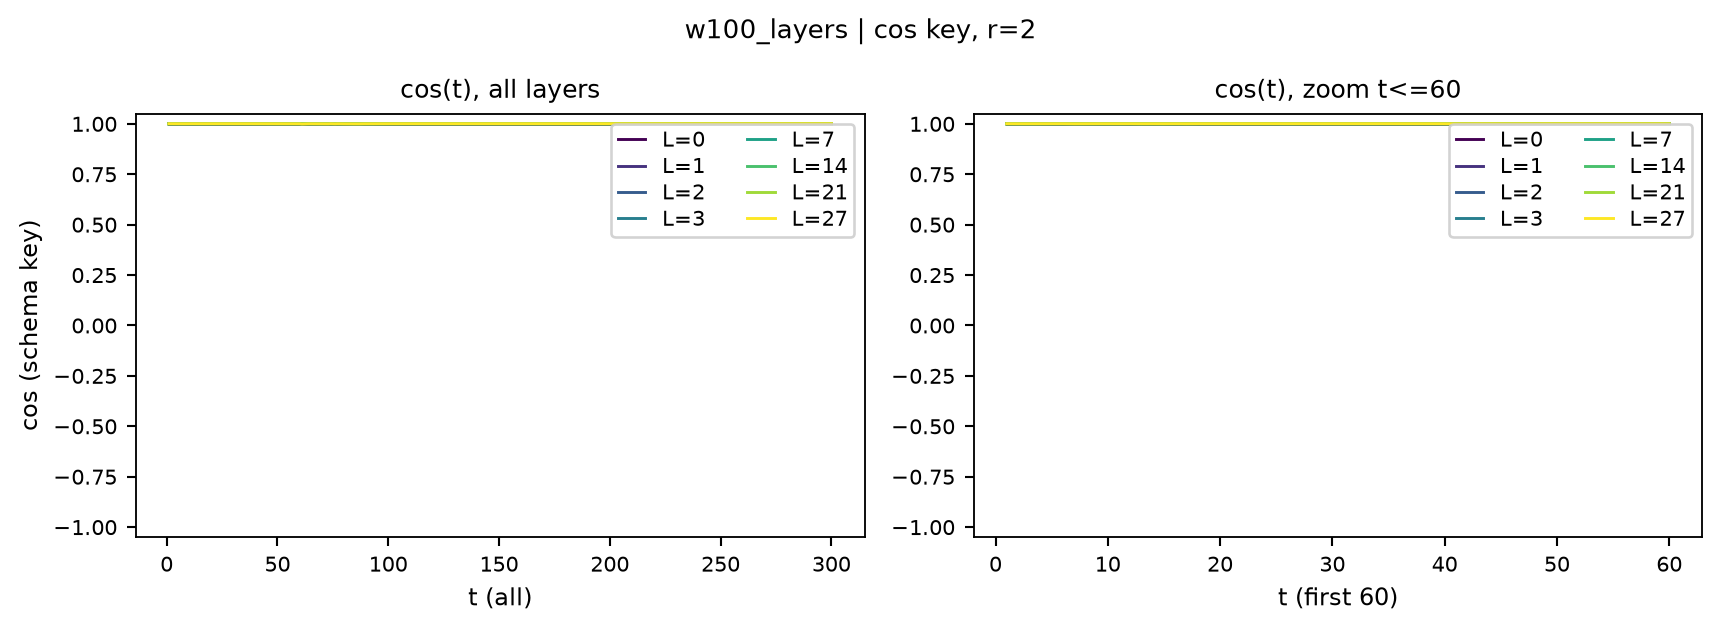 w100_layers | cos key, r=2
cos(t), all layers
1.00
0.75
0.50
0.25
0.00
−0.25
−0.50
−0.75
−1.00
cos (schema key)
L=0 L=7
L=1 L=14
L=2 L=21
L=3 L=27
0 50 100 150 200 250 300
t (all)
cos(t), zoom t<=60
1.00
0.75
0.50
0.25
0.00
−0.25
−0.50
−0.75
−1.00
L=0 L=7
L=1 L=14
L=2 L=21
L=3 L=27
0 10 20 30 40 50 60
t (first 60)